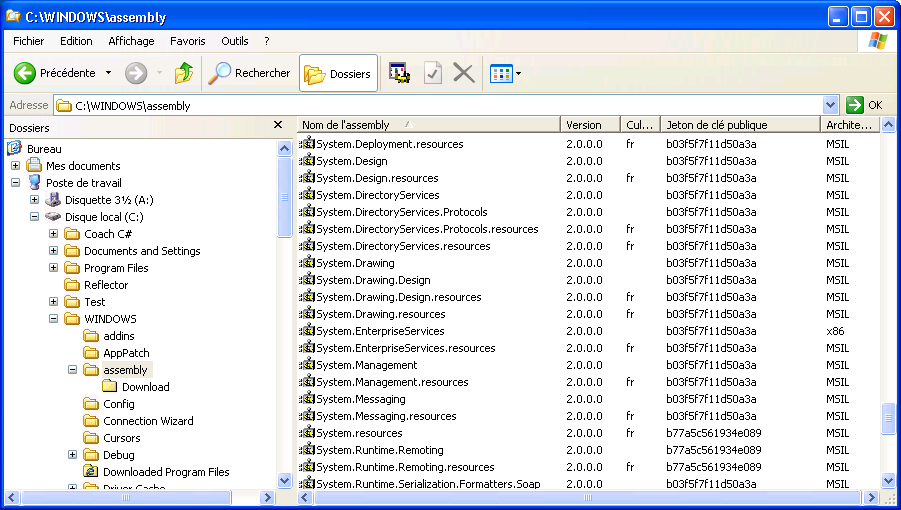 C:\WINDOWS\assembly
Fichier Edition Affichage Favoris Outils ?
Précédente Rechercher Dossiers
Adresse C:\WINDOWS\assembly OK
Dossiers
Bureau
Mes documents
Poste de travail
Disquette 3½ (A:)
Disque local (C:)
Coach C#
Documents and Settings
Program Files
Reflector
Test
WINDOWS
addins
AppPatch
assembly
Download
Config
Connection Wizard
Cursors
Debug
Downloaded Program Files
Driver Cache
Nom de l'assembly Version Cul... Jeton de clé publique Archite...
System.Deployment.resources 2.0.0.0 fr b03f5f7f11d50a3a MSIL
System.Design 2.0.0.0 b03f5f7f11d50a3a MSIL
System.Design.resources 2.0.0.0 fr b03f5f7f11d50a3a MSIL
System.DirectoryServices 2.0.0.0 b03f5f7f11d50a3a MSIL
System.DirectoryServices.Protocols 2.0.0.0 b03f5f7f11d50a3a MSIL
System.DirectoryServices.Protocols.resources 2.0.0.0 fr b03f5f7f11d50a3a MSIL
System.DirectoryServices.resources 2.0.0.0 fr b03f5f7f11d50a3a MSIL
System.Drawing 2.0.0.0 b03f5f7f11d50a3a MSIL
System.Drawing.Design 2.0.0.0 b03f5f7f11d50a3a MSIL
System.Drawing.Design.resources 2.0.0.0 fr b03f5f7f11d50a3a MSIL
System.Drawing.resources 2.0.0.0 fr b03f5f7f11d50a3a MSIL
System.EnterpriseServices 2.0.0.0 b03f5f7f11d50a3a x86
System.EnterpriseServices.resources 2.0.0.0 fr b03f5f7f11d50a3a MSIL
System.Management 2.0.0.0 b03f5f7f11d50a3a MSIL
System.Management.resources 2.0.0.0 fr b03f5f7f11d50a3a MSIL
System.Messaging 2.0.0.0 b03f5f7f11d50a3a MSIL
System.Messaging.resources 2.0.0.0 fr b03f5f7f11d50a3a MSIL
System.resources 2.0.0.0 fr b77a5c561934e089 MSIL
System.Runtime.Remoting 2.0.0.0 b77a5c561934e089 MSIL
System.Runtime.Remoting.resources 2.0.0.0 fr b77a5c561934e089 MSIL
System.Runtime.Serialization.Formatters.Soap 2.0.0.0 b03f5f7f11d50a3a MSIL